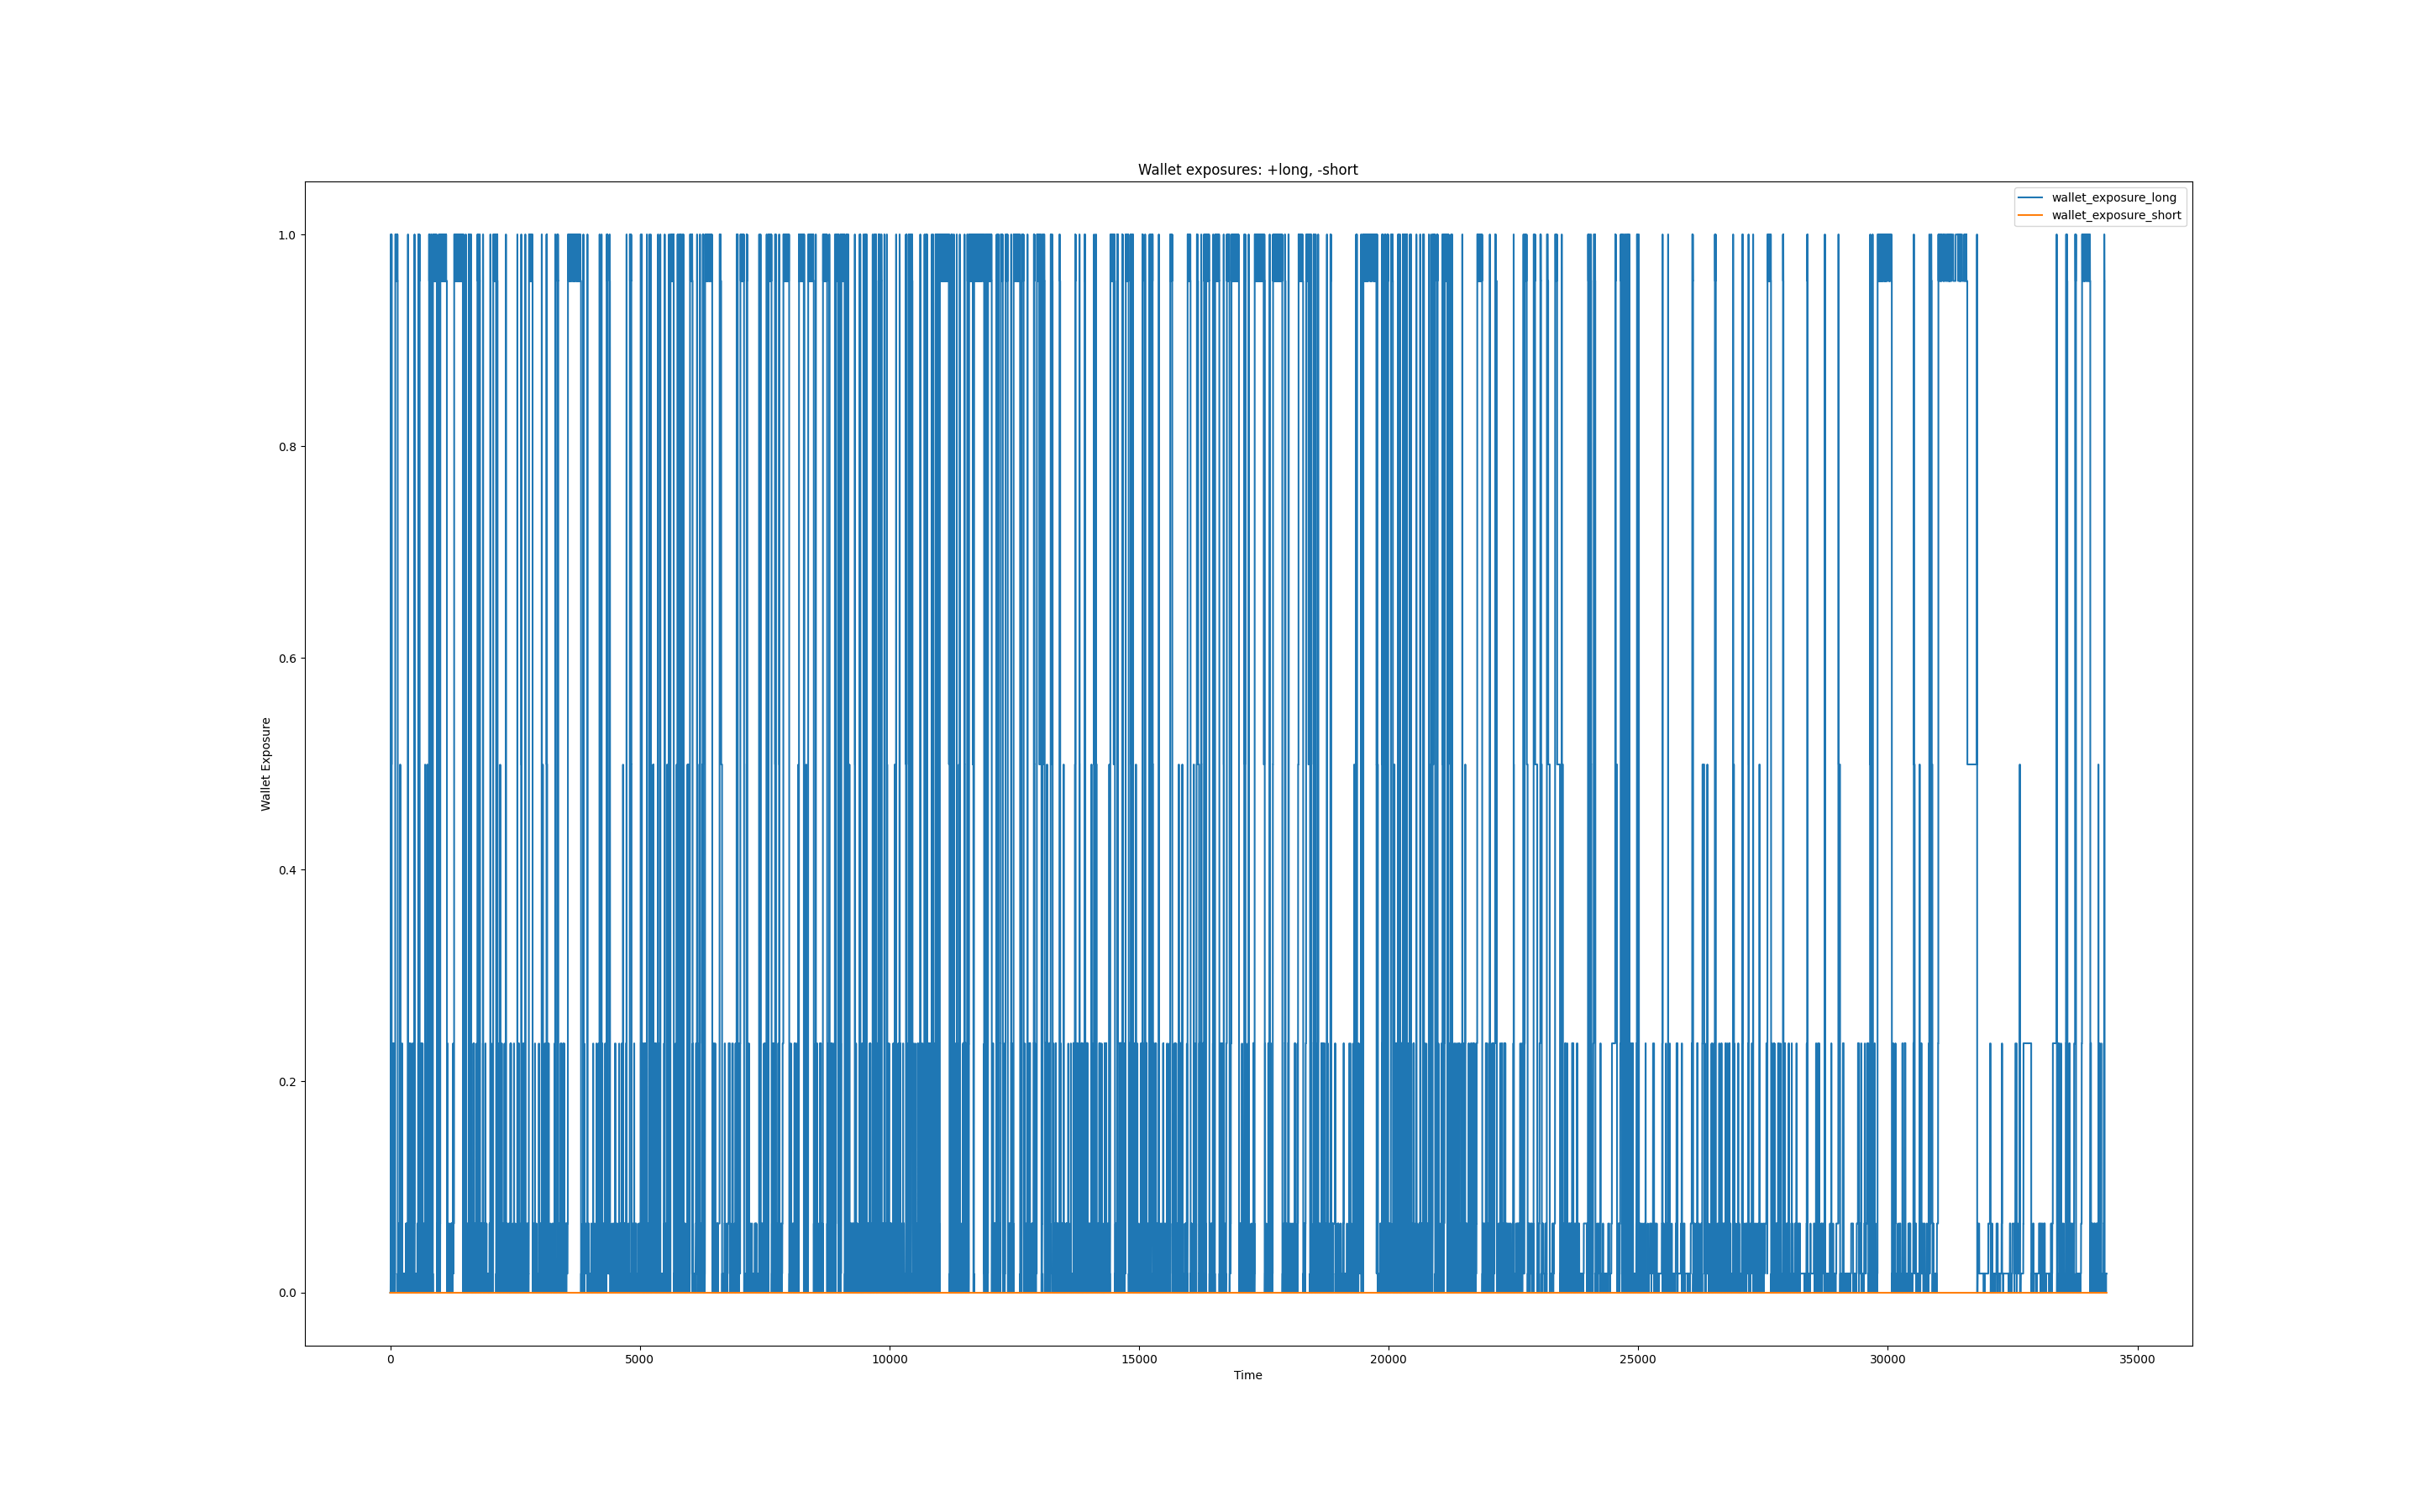 Wallet exposures: +long, -short
wallet_exposure_long
wallet_exposure_short
1.0
0.8
0.6
0.4
0.2
0.0
Wallet Exposure
0 5000 10000 15000 20000 25000 30000 35000
Time